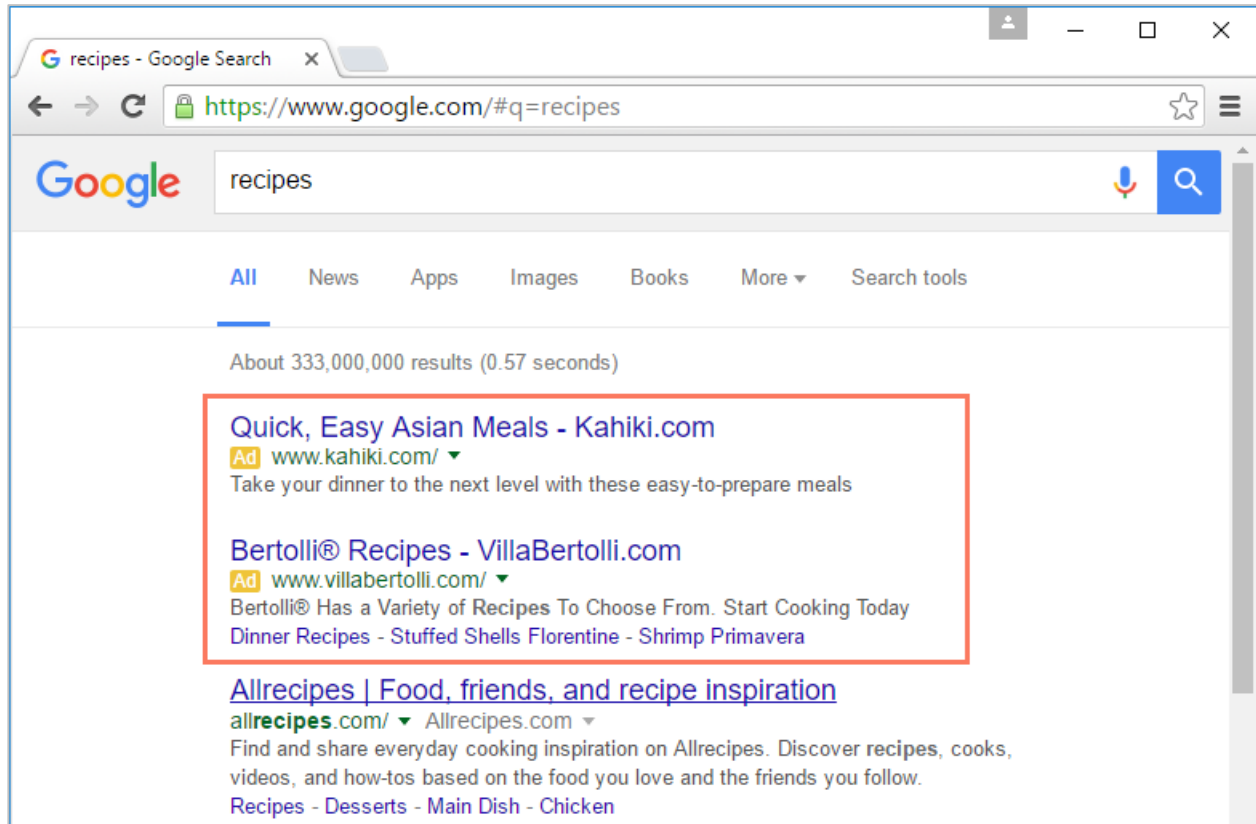 recipes - Google Search
https://www.google.com/#q=recipes
Google recipes
All News Apps Images Books More Search tools
About 333,000,000 results (0.57 seconds)
Quick, Easy Asian Meals - Kahiki.com
Ad www.kahiki.com/
Take your dinner to the next level with these easy-to-prepare meals
Bertolli® Recipes - VillaBertolli.com
Ad www.villabertolli.com/
Bertolli® Has a Variety of Recipes To Choose From. Start Cooking Today
Dinner Recipes - Stuffed Shells Florentine - Shrimp Primavera
Allrecipes | Food, friends, and recipe inspiration
allrecipes.com/ Allrecipes.com
Find and share everyday cooking inspiration on Allrecipes. Discover recipes, cooks,
videos, and how-tos based on the food you love and the friends you follow.
Recipes - Desserts - Main Dish - Chicken